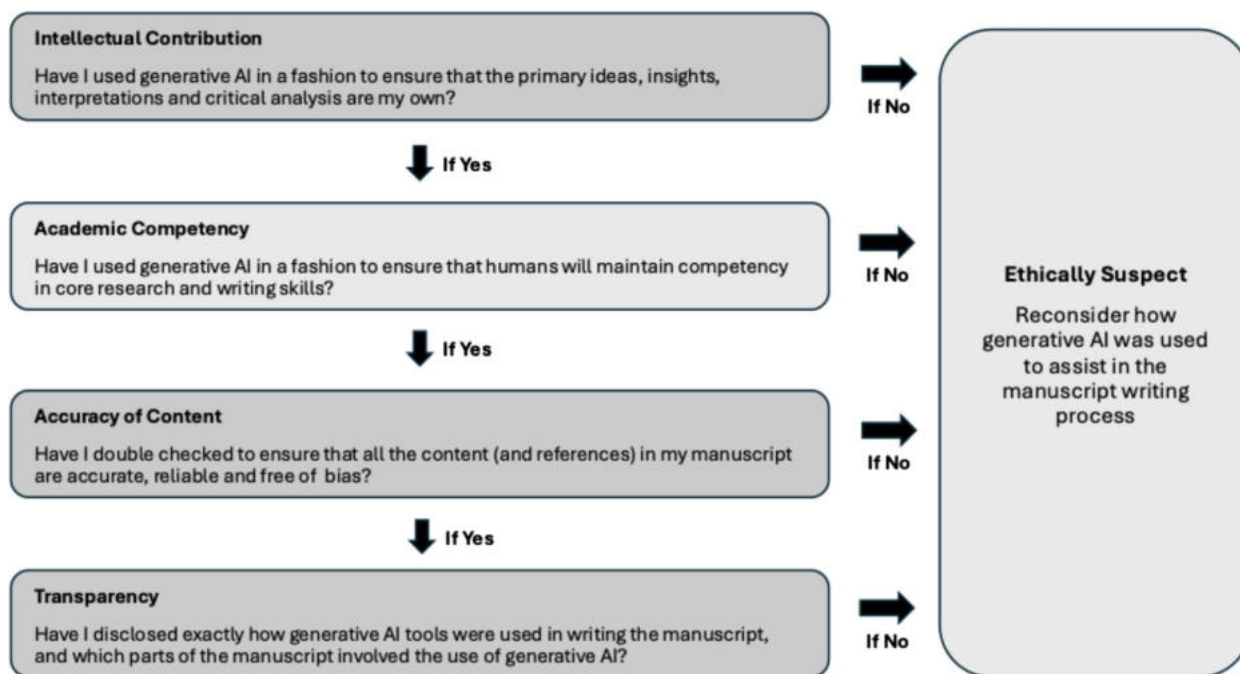 Intellectual Contribution
Have I used generative AI in a fashion to ensure that the primary ideas, insights,
interpretations and critical analysis are my own?
If No
If Yes
Academic Competency
Have I used generative AI in a fashion to ensure that humans will maintain competency
in core research and writing skills?
If No
If Yes
Accuracy of Content
Have I double checked to ensure that all the content (and references) in my manuscript
are accurate, reliable and free of bias?
If No
If Yes
Transparency
Have I disclosed exactly how generative AI tools were used in writing the manuscript,
and which parts of the manuscript involved the use of generative AI?
If No
Ethically Suspect
Reconsider how
generative AI was used
to assist in the
manuscript writing
process